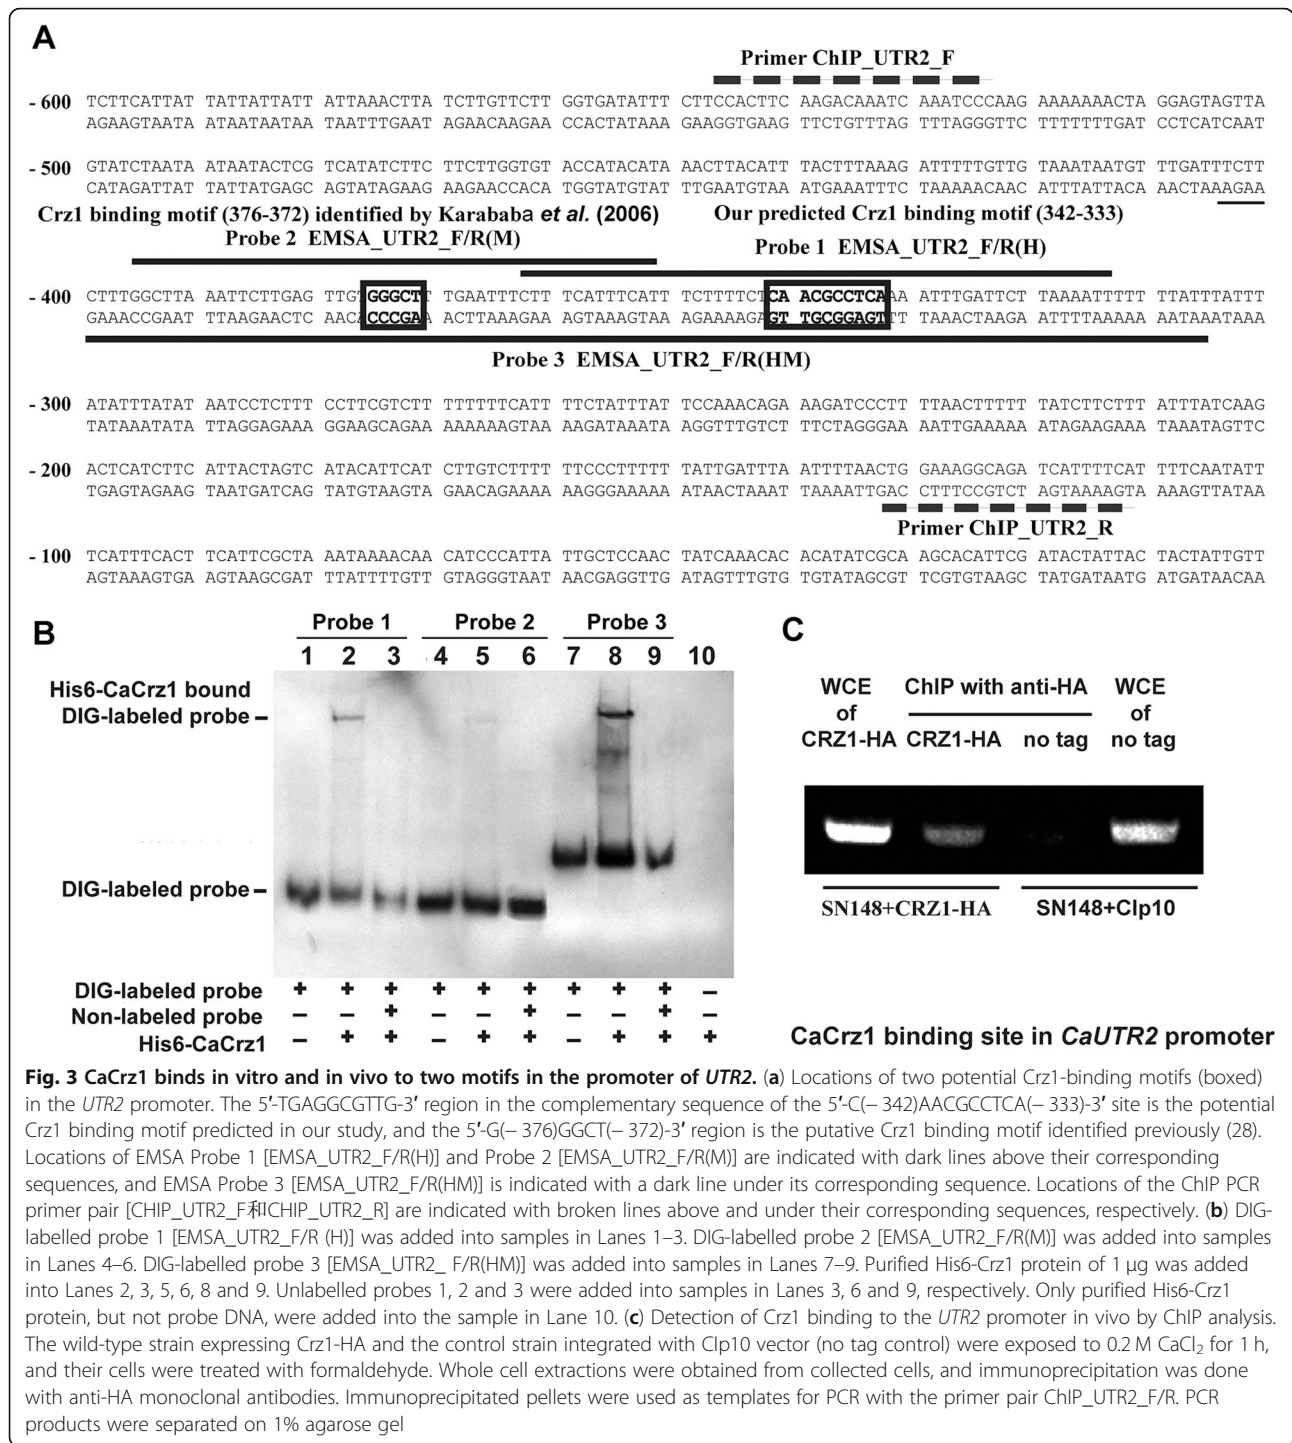 A
Primer ChIP_UTR2_F
- 600 TCTTCATTAT TATTATTATT ATTAAACTTA TCTTGTTCTT GGTGATATTT CTTCCACTTC AAGACAAATC AAATCCCAAG AAAAAAACTAG GGAGTAGTTA
AGAAGTAATA ATAATAATAA TAATTTGAAT AGAACAAGAA CCACTATAAA GAAGGTGAAG TTCTGTTTAG TTTAGGGTTC TTTTTTTGATC CCTCATCAAT
- 500 GTATCTAATA ATAATACTCG TCATATCTTC TTCTTGGTGT ACCATACATA AACTTACATT TACTTTAAAG ATTTTTGTTG TAAATAATGT TTGATTTCTT
CATAGATTAT TATTATGAGC AGTATAGAAG AAGAACCACA TGGTATGTAT TTGAATGTAA ATGAAATTTC TAAAAACAAC ATTTATTACA AACTAAAGAA
Crz1 binding motif (376-372) identified by Karababa et al. (2006) Our predicted Crz1 binding motif (342-333)
Probe 2 EMSA_UTR2_F/R(M) Probe 1 EMSA_UTR2_F/R(H)
- 400 CTTTGGCTTA AATTCTTGAG TTGTGGGCTT TGAATTTCTT TCATTTCATT TCTTTTCTCA ACGCCTCAAA ATTTGATTCT TAAAATTTTT TTATTTATTT
GAAACCGAAT TTAAGAACTC AACACCCGAA ACTTAAAGAA AGTAAAGTAA AGAAAAGAGT TGCGGAGTTT TAAACTAAGA ATTTTAAAAA AATAAATAAA
Probe 3 EMSA_UTR2_F/R(HM)
- 300 ATATTTATAT AATCCTCTTT CCTTCGTCTT TTTTTTCATT TTCTATTTAT TCCAAACAGA AAGATCCCTT TTAACTTTTT TATCTTCTTT ATTTATCAAG
TATAAATATA TTAGGAGAAA GGAAGCAGAA AAAAAAGTAA AAGATAAATA AGGTTTGTCT TTCTAGGGAA AATTGAAAAA ATAGAAGAAA TAAATAGTTC
- 200 ACTCATCTTC ATTACTAGTC ATACATTCAT CTTGTCTTTT TTCCCTTTTT TATTGATTTA ATTTTAACTG GAAAGGCAGA TCATTTTCAT TTTCAATATT
TGAGTAGAAG TAATGATCAG TATGTAAGTA GAACAGAAAA AAGGGAAAAA ATAACTAAAT TAAAATTGAC CTTTCCGTCT AGTAAAAGTA AAAGTTATAA
Primer ChIP_UTR2_R
- 100 TCATTTCACT TCATTCGCTA AATAAAACAA CATCCCATTA TTGCTCCAAC TATCAAACAC ACATATCGCA AGCACATTCG ATACTATTAC TACTATTGTT
AGTAAAGTGA AGTAAGCGAT TTATTTTGTT GTAGGGTAAT AACGAGGTTG ATAGTTTGTG TGTATAGCGT TCGTGTAAGC TATGATAATG ATGATAACAA
B
Probe 1 Probe 2 Probe 3
1 2 3 4 5 6 7 8 9 10
His6-CaCrz1 bound
DIG-labeled probe –
DIG-labeled probe –
DIG-labeled probe + + + + + + + + + –
Non-labeled probe – – + – – + – – + –
His6-CaCrz1 – + + – + + – + + +
C
WCE of CRZ1-HA
ChIP with anti-HA
CRZ1-HA no tag
WCE of no tag
SN148+CRZ1-HA SN148+CIp10
CaCrz1 binding site in CaUTR2 promoter
Fig. 3 CaCrz1 binds in vitro and in vivo to two motifs in the promoter of UTR2. (a) Locations of two potential Crz1-binding motifs (boxed)
in the UTR2 promoter. The 5′-TGAGGCGTTG-3′ region in the complementary sequence of the 5′-C(− 342)AACGCCTCA(− 333)-3′ site is the potential
Crz1 binding motif predicted in our study, and the 5′-G(− 376)GGCT(− 372)-3′ region is the putative Crz1 binding motif identified previously (28).
Locations of EMSA Probe 1 [EMSA_UTR2_F/R(H)] and Probe 2 [EMSA_UTR2_F/R(M)] are indicated with dark lines above their corresponding
sequences, and EMSA Probe 3 [EMSA_UTR2_F/R(HM)] is indicated with a dark line under its corresponding sequence. Locations of the ChIP PCR
primer pair [CHIP_UTR2_F和CHIP_UTR2_R] are indicated with broken lines above and under their corresponding sequences, respectively. (b) DIG-
labelled probe 1 [EMSA_UTR2_F/R (H)] was added into samples in Lanes 1–3. DIG-labelled probe 2 [EMSA_UTR2_F/R(M)] was added into samples
in Lanes 4–6. DIG-labelled probe 3 [EMSA_UTR2_ F/R(HM)] was added into samples in Lanes 7–9. Purified His6-Crz1 protein of 1 μg was added
into Lanes 2, 3, 5, 6, 8 and 9. Unlabelled probes 1, 2 and 3 were added into samples in Lanes 3, 6 and 9, respectively. Only purified His6-Crz1
protein, but not probe DNA, were added into the sample in Lane 10. (c) Detection of Crz1 binding to the UTR2 promoter in vivo by ChIP analysis.
The wild-type strain expressing Crz1-HA and the control strain integrated with CIp10 vector (no tag control) were exposed to 0.2 M CaCl₂ for 1 h,
and their cells were treated with formaldehyde. Whole cell extractions were obtained from collected cells, and immunoprecipitation was done
with anti-HA monoclonal antibodies. Immunoprecipitated pellets were used as templates for PCR with the primer pair ChIP_UTR2_F/R. PCR
products were separated on 1% agarose gel